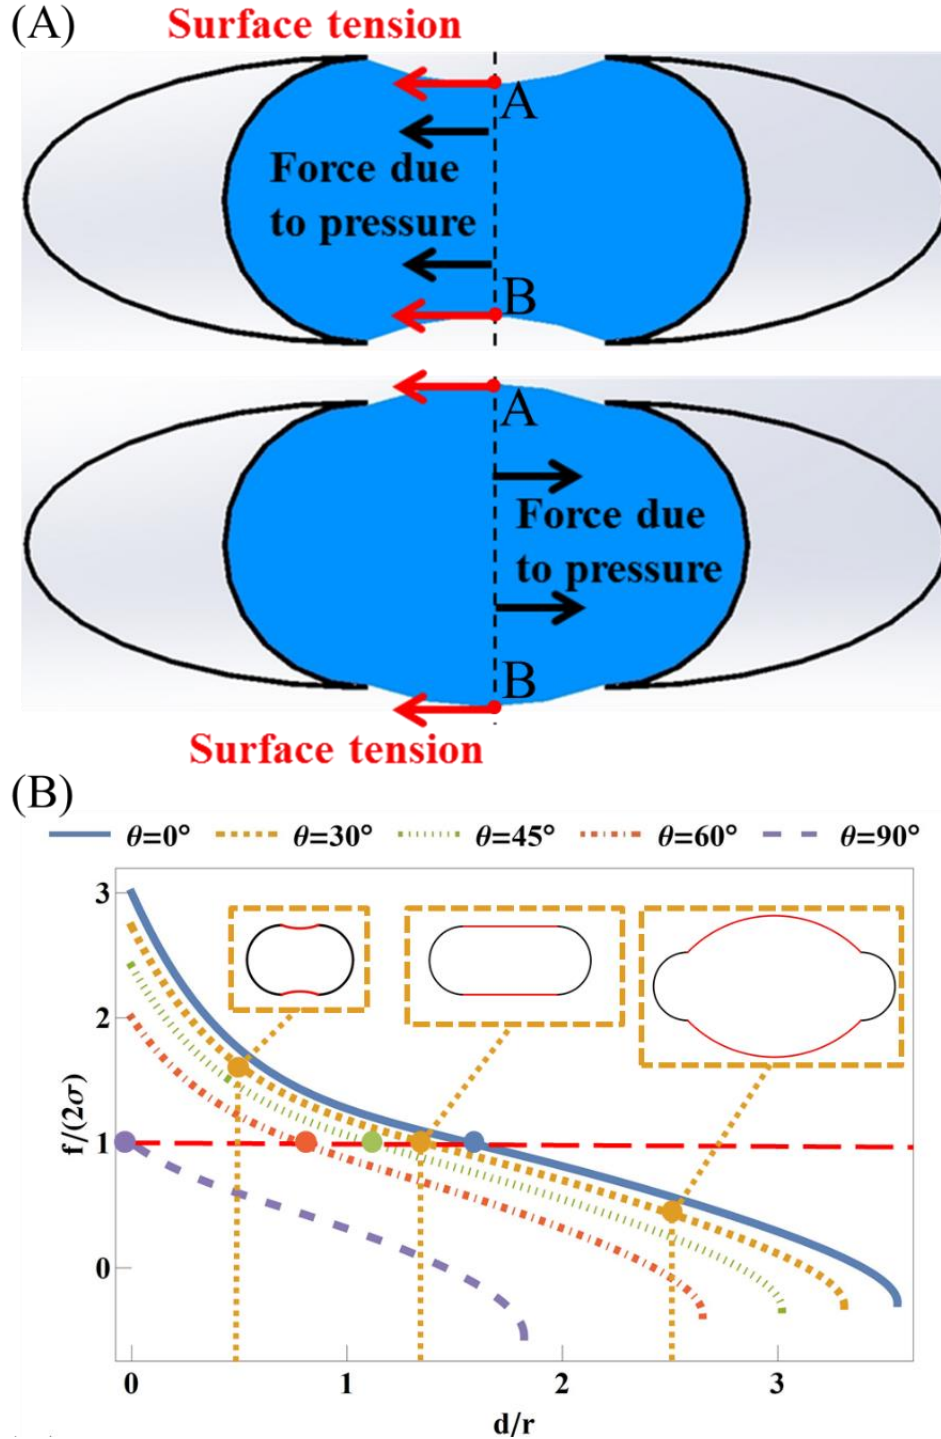 (A)
Surface tension
A
Force due
to pressure
B
A
Force due
to pressure
B
Surface tension
(B)
θ=0° θ=30° θ=45° θ=60° θ=90°
3
2
1
0
f/(2σ)
0 1 2 3
d/r